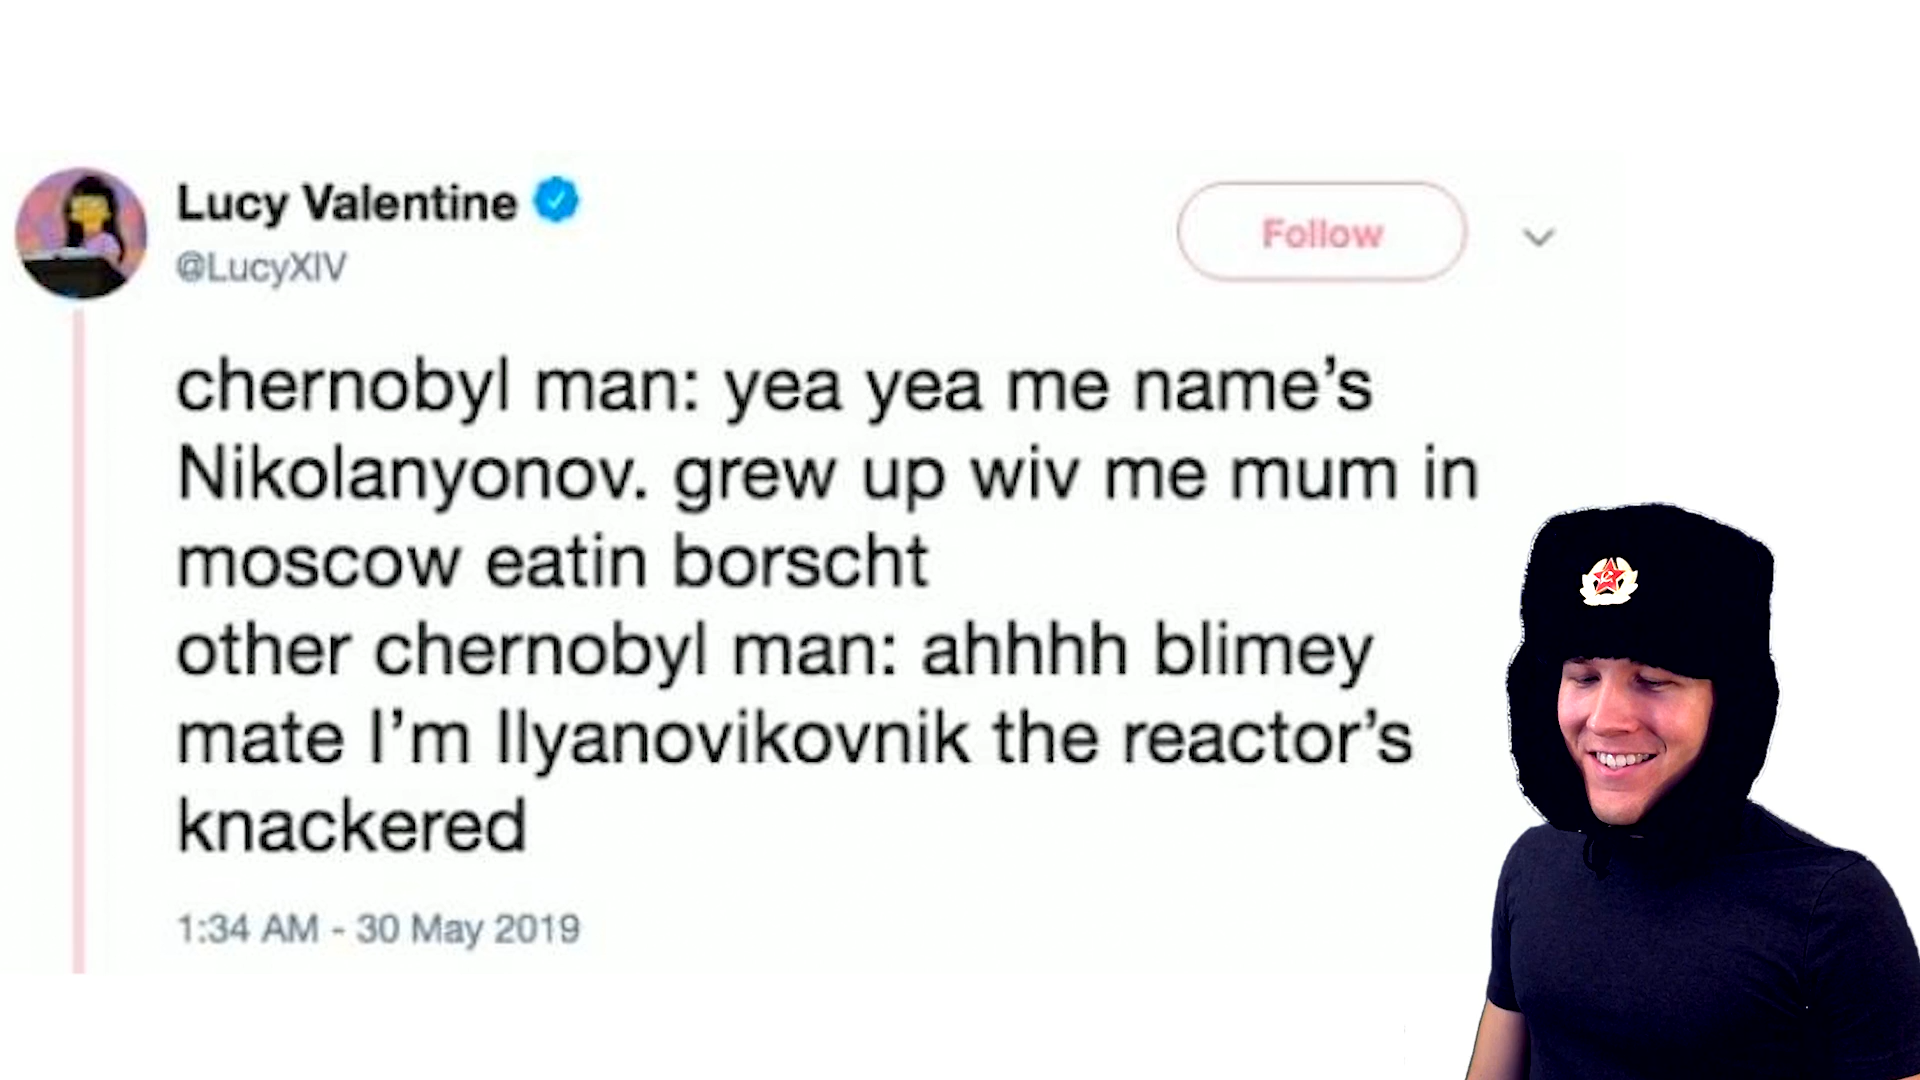 Lucy Valentine
@LucyXIV
Follow
chernobyl man: yea yea me name's
Nikolanyonov. grew up wiv me mum in
moscow eatin borscht
other chernobyl man: ahhhh blimey
mate I'm Ilyanovikovnik the reactor's
knackered
1:34 AM - 30 May 2019